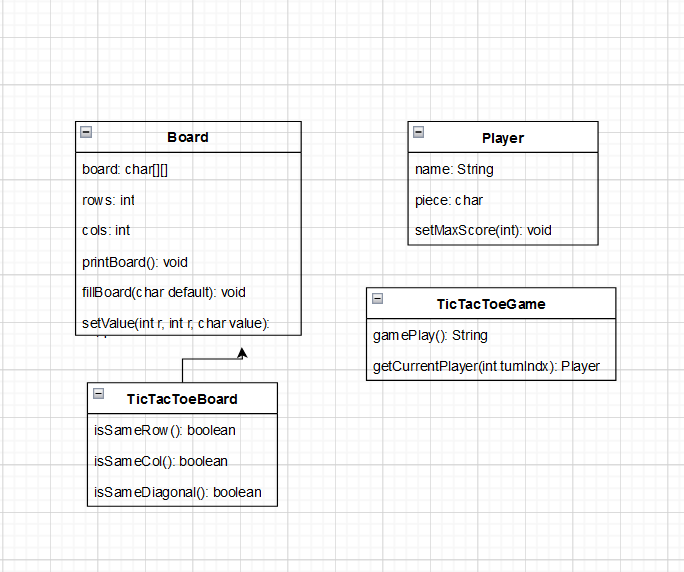 Board
board: char[][]
rows: int
cols: int
printBoard(): void
fillBoard(char default): void
setValue(int r, int r, char value):
Player
name: String
piece: char
setMaxScore(int): void
TicTacToeGame
gamePlay(): String
getCurrentPlayer(int turnIndx): Player
TicTacToeBoard
isSameRow(): boolean
isSameCol(): boolean
isSameDiagonal(): boolean